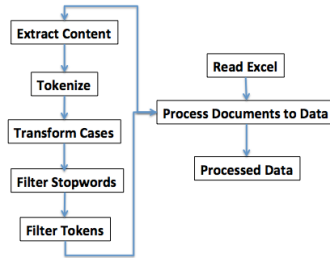 Extract Content
Tokenize
Transform Cases
Filter Stopwords
Filter Tokens
Read Excel
Process Documents to Data
Processed Data